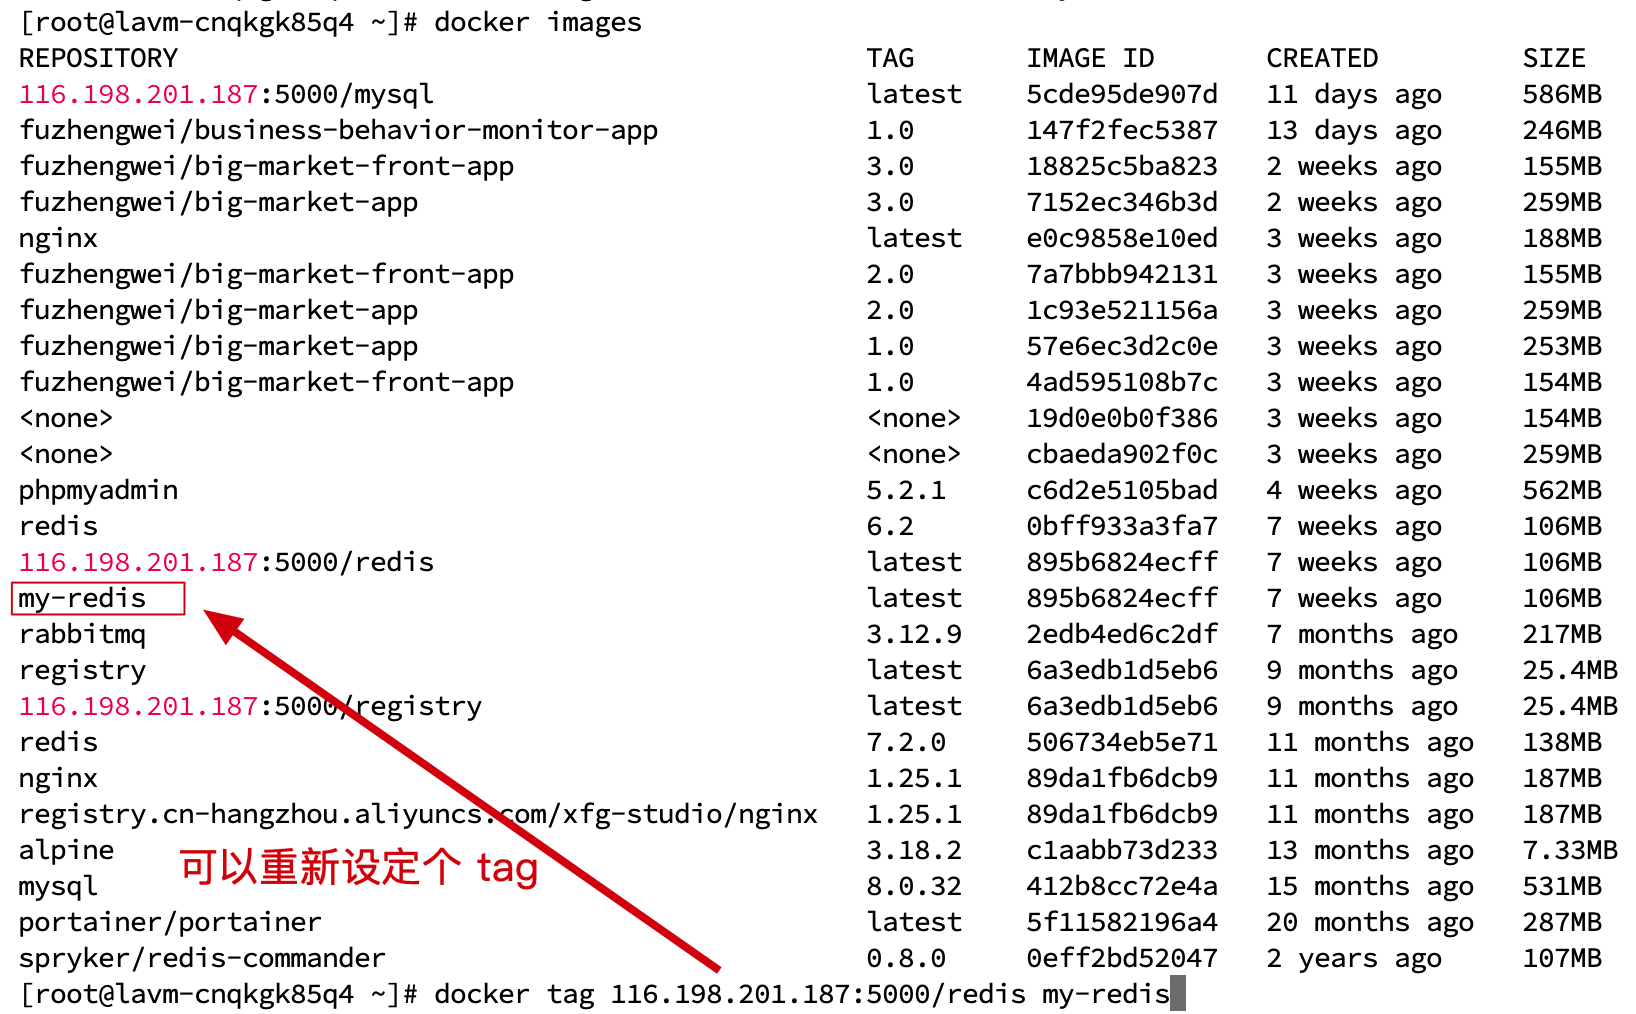 [root@lavm-cnqkgk85q4 ~]# docker images
REPOSITORY TAG IMAGE ID CREATED SIZE
116.198.201.187:5000/mysql latest 5cde95de907d 11 days ago 586MB
fuzhengwei/business-behavior-monitor-app 1.0 147f2fec5387 13 days ago 246MB
fuzhengwei/big-market-front-app 3.0 18825c5ba823 2 weeks ago 155MB
fuzhengwei/big-market-app 3.0 7152ec346b3d 2 weeks ago 259MB
nginx latest e0c9858e10ed 3 weeks ago 188MB
fuzhengwei/big-market-front-app 2.0 7a7bbb942131 3 weeks ago 155MB
fuzhengwei/big-market-app 2.0 1c93e521156a 3 weeks ago 259MB
fuzhengwei/big-market-app 1.0 57e6ec3d2c0e 3 weeks ago 253MB
fuzhengwei/big-market-front-app 1.0 4ad595108b7c 3 weeks ago 154MB
<none> <none> 19d0e0b0f386 3 weeks ago 154MB
<none> <none> cbaeda902f0c 3 weeks ago 259MB
phpmyadmin 5.2.1 c6d2e5105bad 4 weeks ago 562MB
redis 6.2 0bff933a3fa7 7 weeks ago 106MB
116.198.201.187:5000/redis latest 895b6824ecff 7 weeks ago 106MB
my-redis latest 895b6824ecff 7 weeks ago 106MB
rabbitmq 3.12.9 2edb4ed6c2df 7 months ago 217MB
registry latest 6a3edb1d5eb6 9 months ago 25.4MB
116.198.201.187:5000/registry latest 6a3edb1d5eb6 9 months ago 25.4MB
redis 7.2.0 506734eb5e71 11 months ago 138MB
nginx 1.25.1 89da1fb6dcb9 11 months ago 187MB
registry.cn-hangzhou.aliyuncs.com/xfg-studio/nginx 1.25.1 89da1fb6dcb9 11 months ago 187MB
alpine 3.18.2 c1aabb73d233 13 months ago 7.33MB
可以重新设定个 tag
mysql 8.0.32 412b8cc72e4a 15 months ago 531MB
portainer/portainer latest 5f11582196a4 20 months ago 287MB
spryker/redis-commander 0.8.0 0eff2bd52047 2 years ago 107MB
[root@lavm-cnqkgk85q4 ~]# docker tag 116.198.201.187:5000/redis my-redis